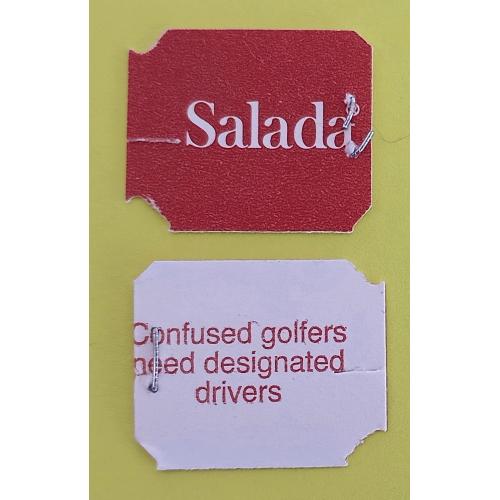 Salada
Confused golfers
need designated
drivers